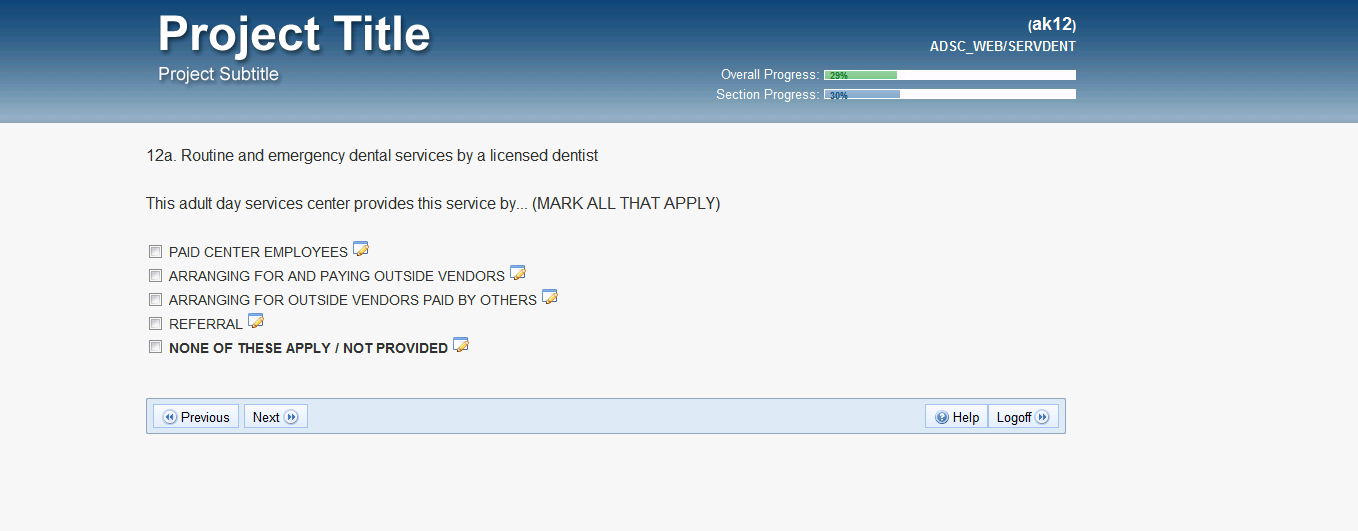 Project Title
Project Subtitle
(ak12)
ADSC_WEB/SERVDENT
Overall Progress: 29%
Section Progress: 30%
12a. Routine and emergency dental services by a licensed dentist
This adult day services center provides this service by... (MARK ALL THAT APPLY)
PAID CENTER EMPLOYEES
ARRANGING FOR AND PAYING OUTSIDE VENDORS
ARRANGING FOR OUTSIDE VENDORS PAID BY OTHERS
REFERRAL
NONE OF THESE APPLY / NOT PROVIDED
Previous Next Help Logoff